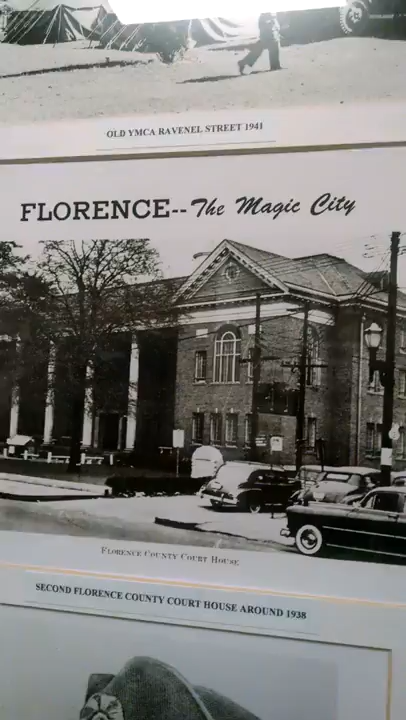 OLD YMCA RAVENEL STREET 1941
FLORENCE--The Magic City
FLORENCE COUNTY COURT HOUSE
SECOND FLORENCE COUNTY COURT HOUSE AROUND 1938